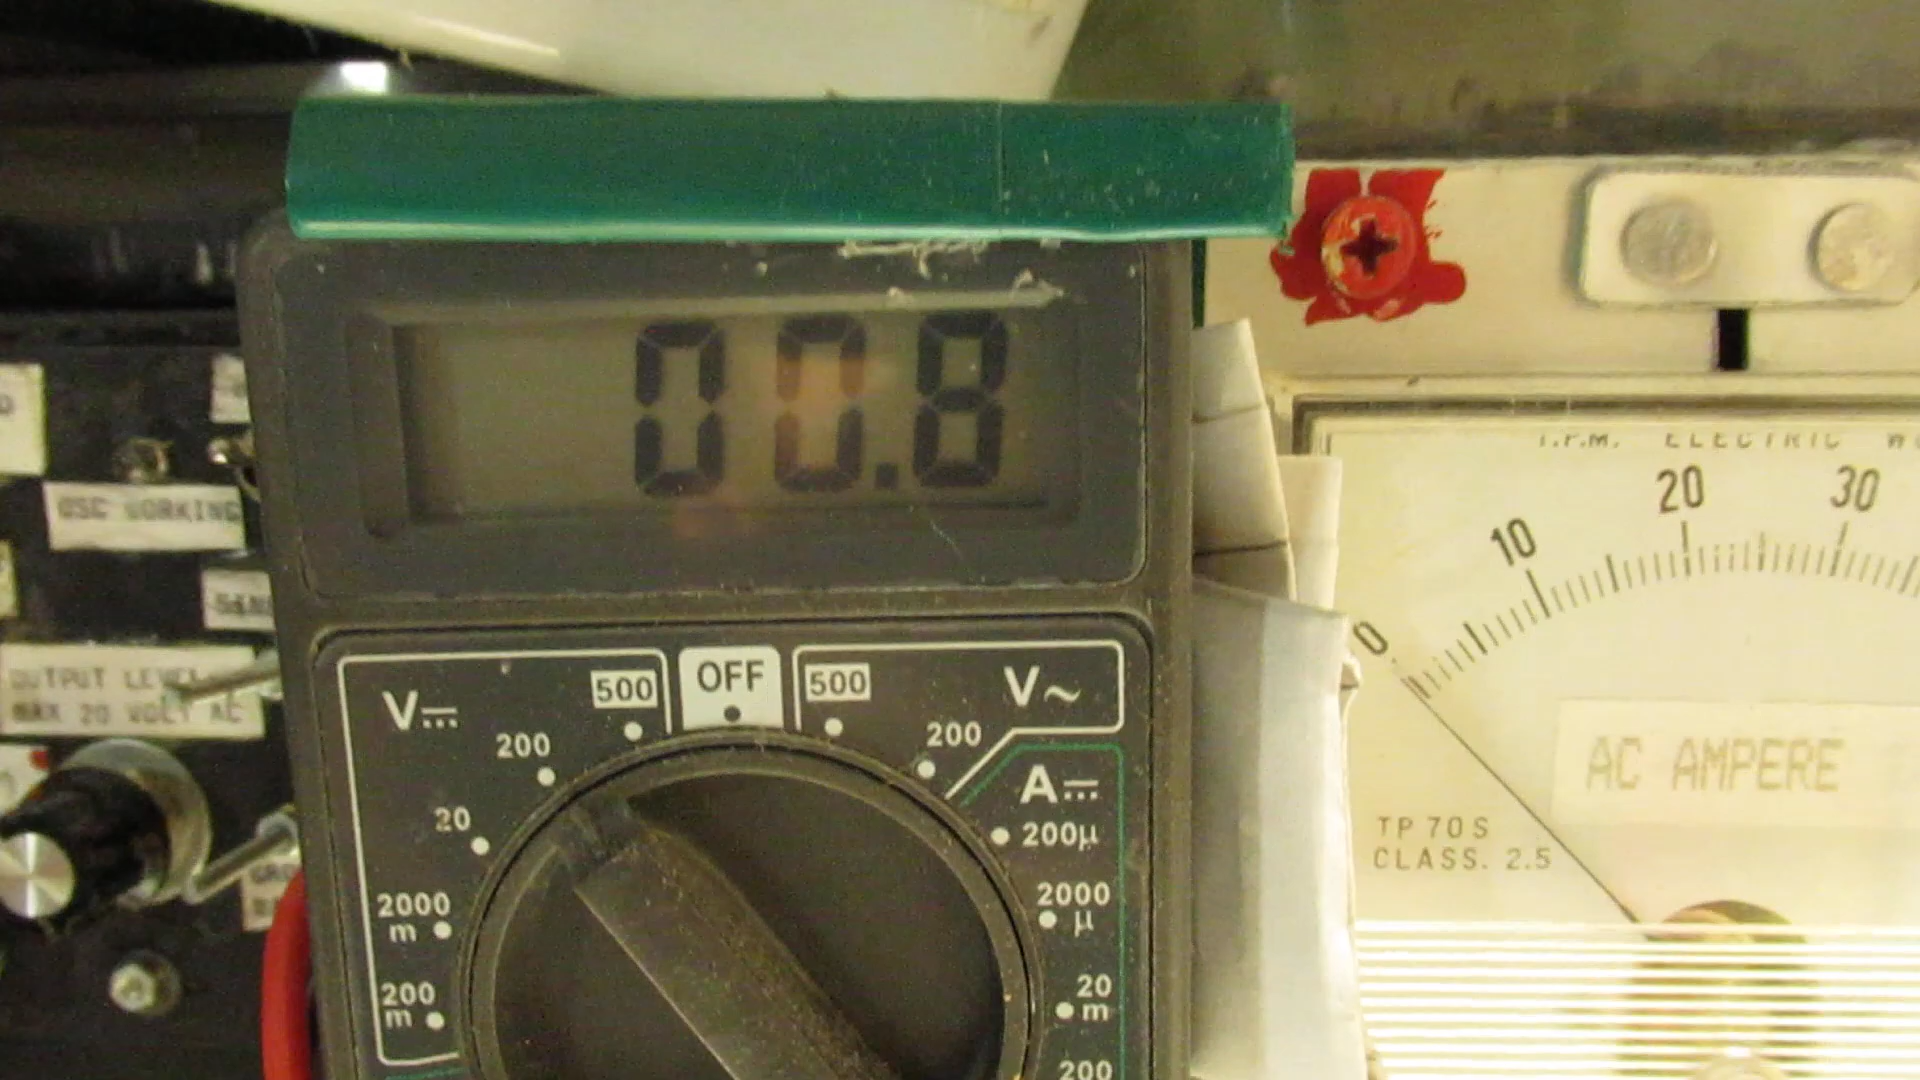 00.8
OSC WORKING
OUTPUT LEVEL
MAX 20 VOLT AC
V
500
OFF
500
V~
200
200
20
A
200µ
2000
m
2000
µ
200
m
20
m
200
ELECTRIC
0
10
20
30
AC AMPERE
TP 70 S
CLASS. 2.5